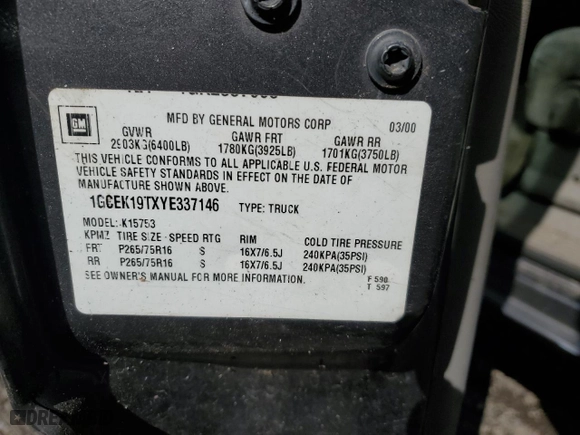 GM
MFD BY GENERAL MOTORS CORP 03/00
GVWR GAWR FRT GAWR RR
2903KG(6400LB) 1780KG(3925LB) 1701KG(3750LB)
THIS VEHICLE CONFORMS TO ALL APPLICABLE U.S. FEDERAL MOTOR
VEHICLE SAFETY STANDARDS IN EFFECT ON THE DATE OF
MANUFACTURE SHOWN ABOVE.
1GCEK19TXYE337146 TYPE: TRUCK
MODEL: K15753
KPMZ TIRE SIZE SPEED RTG RIM COLD TIRE PRESSURE
FRT P265/75R16 S 16X7/6.5J 240KPA(35PSI)
RR P265/75R16 S 16X7/6.5J 240KPA(35PSI)
SEE OWNER'S MANUAL FOR MORE INFORMATION.
F 590
T 597